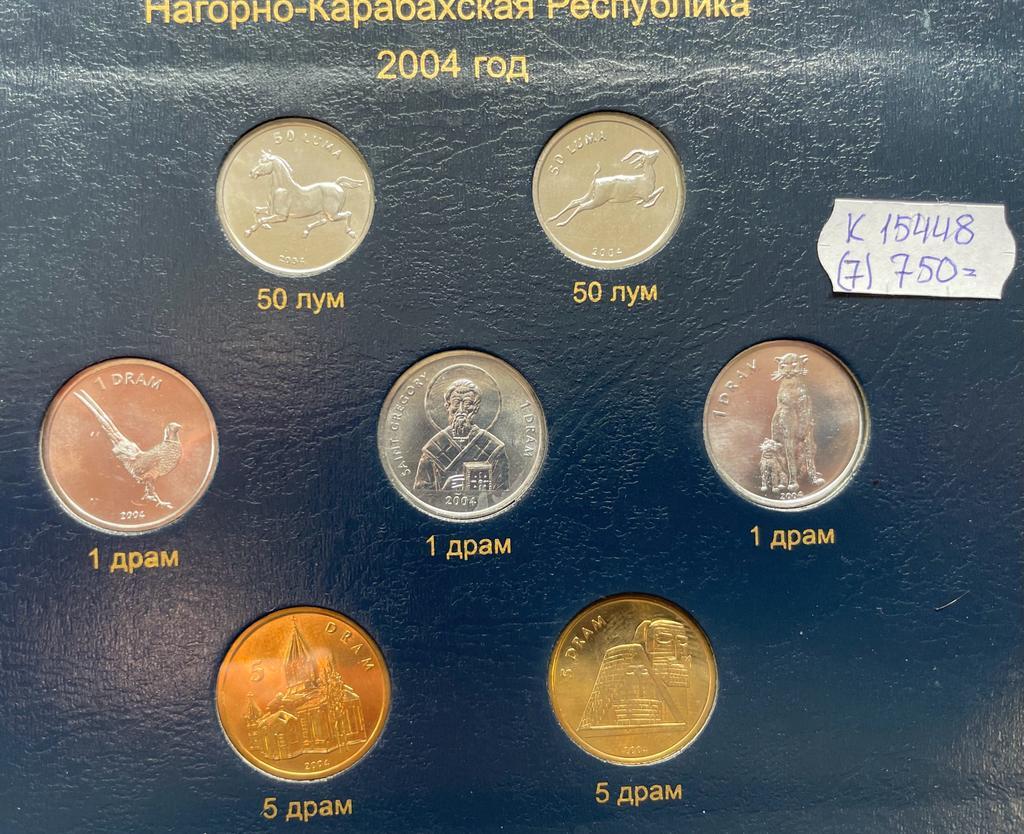 Нагорно-Карабахская Республика
2004 год
50 LUMA
2004
50 LUMA
2004
K 15448
(7) 750=
50 лум
50 лум
1 DRAM
2004
SAINT GREGORY
1 DRAM
2004
1 DRAM
2004
1 драм
1 драм
1 драм
5 DRAM
2004
5 DRAM
2004
5 драм
5 драм